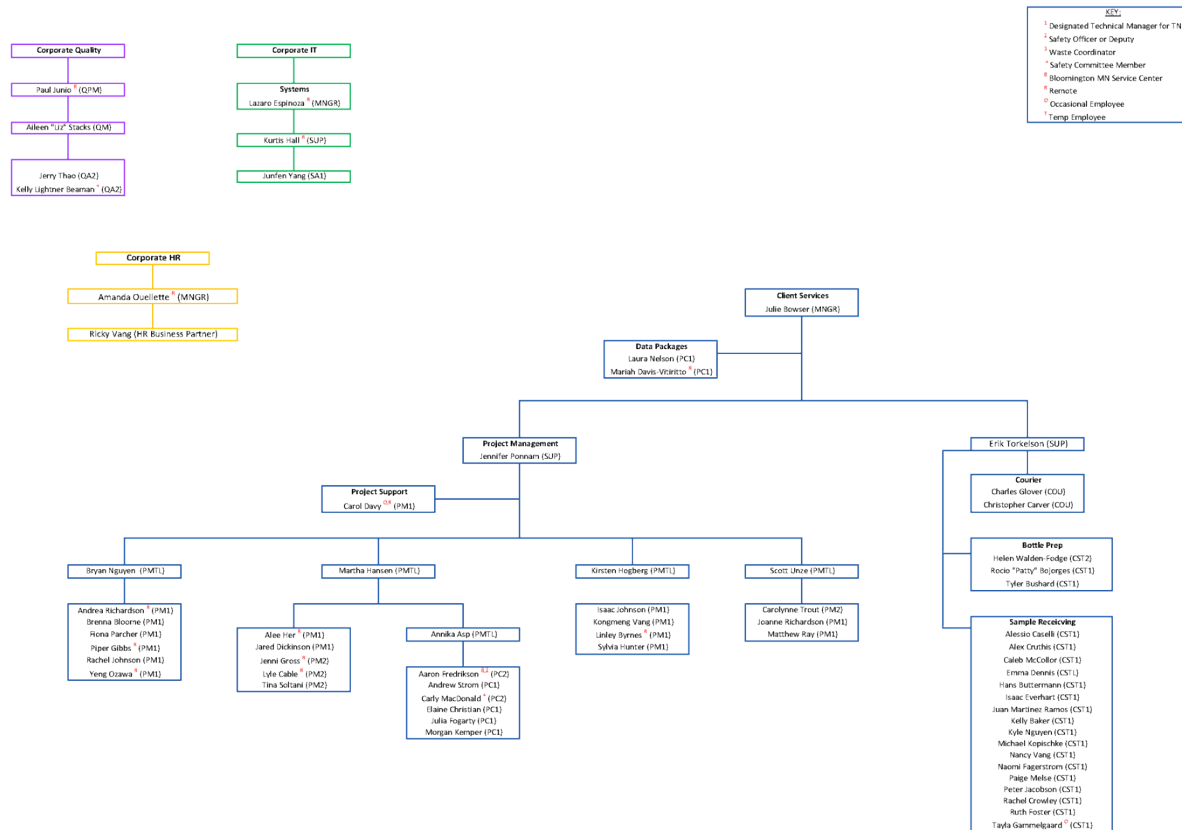 KEY:
1 Designated Technical Manager for TN
2 Safety Officer or Deputy
3 Waste Coordinator
Safety Committee Member
B Bloomington MN Service Center
R Remote
O Occasional Employee
T Temp Employee
Corporate Quality
Paul Junio R (QPM)
Aileen "Liz" Stacks (QM)
Jerry Thao (QA2)
Kelly Lightner Beaman (QA2)
Corporate IT
Systems
Lazaro Espinoza R (MNGR)
Kurtis Hall R (SUP)
Junfen Yang (SA1)
Corporate HR
Amanda Ouellette R (MNGR)
Ricky Vang (HR Business Partner)
Client Services
Julie Bowser (MNGR)
Data Packages
Laura Nelson (PC1)
Mariah Davis-Vitiritto R (PC1)
Project Management
Jennifer Ponnam (SUP)
Project Support
Carol Davy O,R (PM1)
Bryan Nguyen (PMTL)
Andrea Richardson R (PM1)
Brenna Bloome (PM1)
Fiona Parcher (PM1)
Piper Gibbs R (PM1)
Rachel Johnson (PM1)
Yeng Ozawa R (PM1)
Martha Hansen (PMTL)
Alee Her R (PM1)
Jared Dickinson (PM1)
Jenni Gross R (PM2)
Lyle Cable R (PM2)
Tina Soltani (PM2)
Annika Asp (PMTL)
Aaron Fredrikson (PC2)
Andrew Strom (PC1)
Carly MacDonald (PC2)
Elaine Christian (PC1)
Julia Fogarty (PC1)
Morgan Kemper (PC1)
Kirsten Hogberg (PMTL)
Isaac Johnson (PM1)
Kongmeng Vang (PM1)
Linley Byrnes R (PM1)
Sylvia Hunter (PM1)
Scott Unze (PMTL)
Carolynne Trout (PM2)
Joanne Richardson (PM1)
Matthew Ray (PM1)
Erik Torkelson (SUP)
Courier
Charles Glover (COU)
Christopher Carver (COU)
Bottle Prep
Helen Walden-Fodge (CST2)
Rocio "Patty" Bojorges (CST1)
Tyler Bushard (CST1)
Sample Receicving
Alessio Caselli (CST1)
Alex Cruthis (CST1)
Caleb McCollor (CST1)
Emma Dennis (CSTL)
Hans Buttermann (CST1)
Isaac Everhart (CST1)
Juan Martinez Ramos (CST1)
Kelly Baker (CST1)
Kyle Nguyen (CST1)
Michael Kopischke (CST1)
Nancy Vang (CST1)
Naomi Fagerstrom (CST1)
Paige Melse (CST1)
Peter Jacobson (CST1)
Rachel Crowley (CST1)
Ruth Foster (CST1)
Tayla Gammelgaard O (CST1)